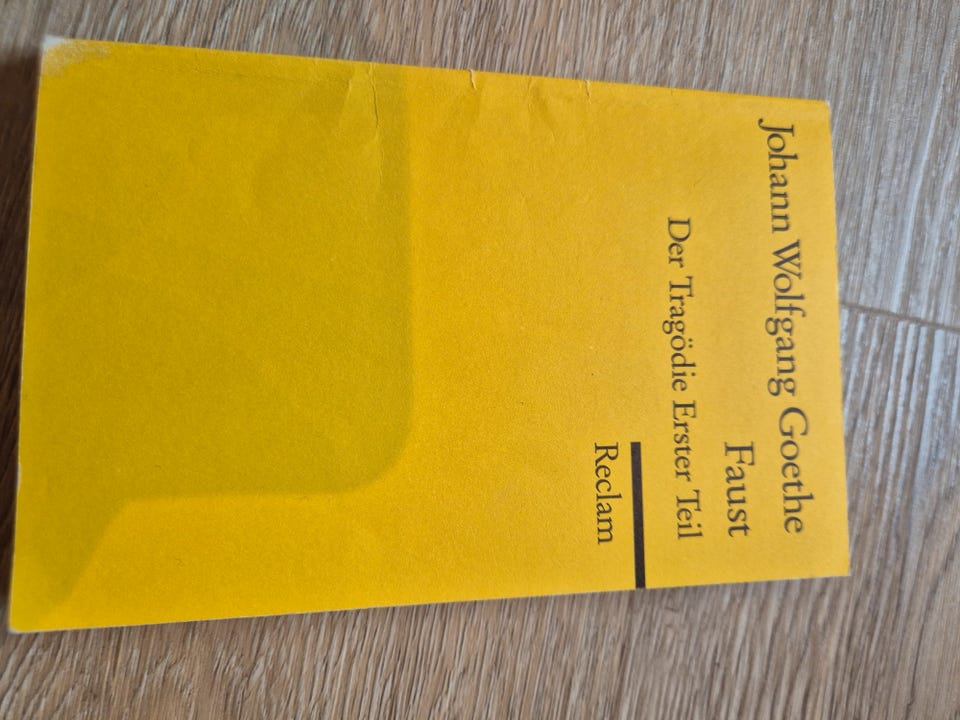 Johann Wolfgang Goethe
Faust
Der Tragödie Erster Teil
Reclam